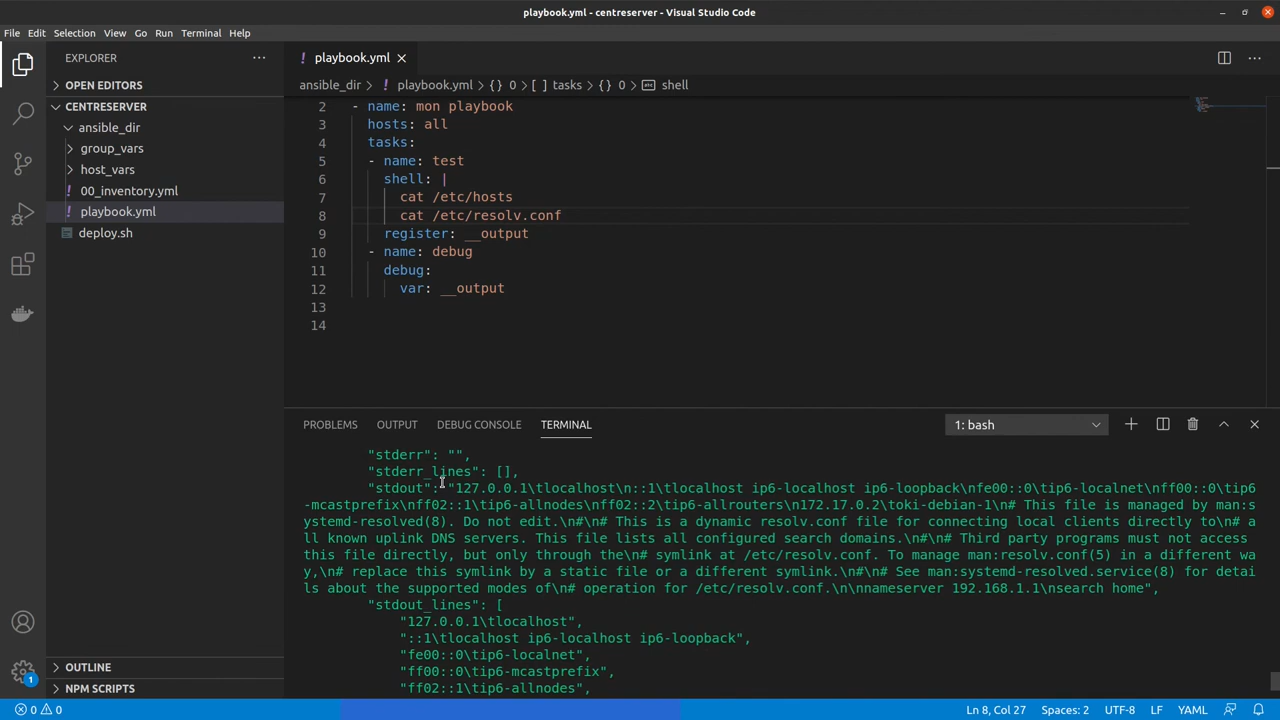 playbook.yml - centreserver - Visual Studio Code
File Edit Selection View Go Run Terminal Help
EXPLORER
OPEN EDITORS
CENTRESERVER
ansible_dir
group_vars
host_vars
! 00_inventory.yml
! playbook.yml
deploy.sh
OUTLINE
NPM SCRIPTS
! playbook.yml
ansible_dir > ! playbook.yml > {} 0 > [ ] tasks > {} 0 > abc shell
2 - name: mon playbook
3 hosts: all
4 tasks:
5 - name: test
6 shell: |
7 cat /etc/hosts
8 cat /etc/resolv.conf
9 register: __output
10 - name: debug
11 debug:
12 var: __output
13
14
PROBLEMS OUTPUT DEBUG CONSOLE TERMINAL 1: bash
"stderr": "",
"stderr_lines": [],
"stdout": "127.0.0.1\tlocalhost\n::1\tlocalhost ip6-localhost ip6-loopback\nfe00::0\tip6-localnet\nff00::0\tip6
-mcastprefix\nff02::1\tip6-allnodes\nff02::2\tip6-allrouters\n172.17.0.2\toki-debian-1\n# This file is managed by man:s
ystemd-resolved(8). Do not edit.\n#\n# This is a dynamic resolv.conf file for connecting local clients directly to\n# a
ll known uplink DNS servers. This file lists all configured search domains.\n#\n# Third party programs must not access
this file directly, but only through the\n# symlink at /etc/resolv.conf. To manage man:resolv.conf(5) in a different wa
y,\n# replace this symlink by a static file or a different symlink.\n#\n# See man:systemd-resolved.service(8) for detai
ls about the supported modes of\n# operation for /etc/resolv.conf.\n\nnameserver 192.168.1.1\nsearch home",
"stdout_lines": [
"127.0.0.1\tlocalhost",
"::1\tlocalhost ip6-localhost ip6-loopback",
"fe00::0\tip6-localnet",
"ff00::0\tip6-mcastprefix",
"ff02::1\tip6-allnodes",
1
0 0 Ln 8, Col 27 Spaces: 2 UTF-8 LF YAML